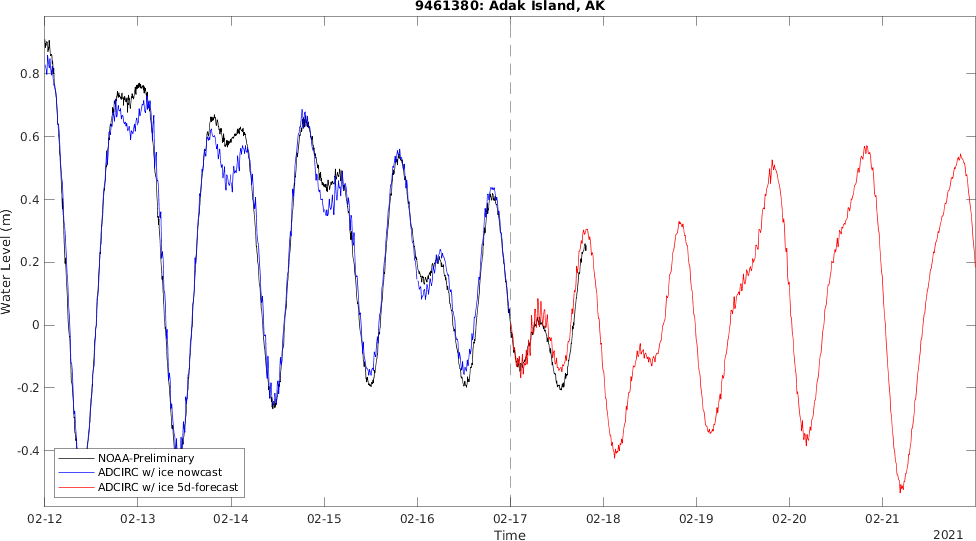 9461380: Adak Island, AK
Water Level (m)
0.8
0.6
0.4
0.2
0
-0.2
-0.4
NOAA-Preliminary
ADCIRC w/ ice nowcast
ADCIRC w/ ice 5d-forecast
02-12 02-13 02-14 02-15 02-16 02-17 02-18 02-19 02-20 02-21
Time
2021